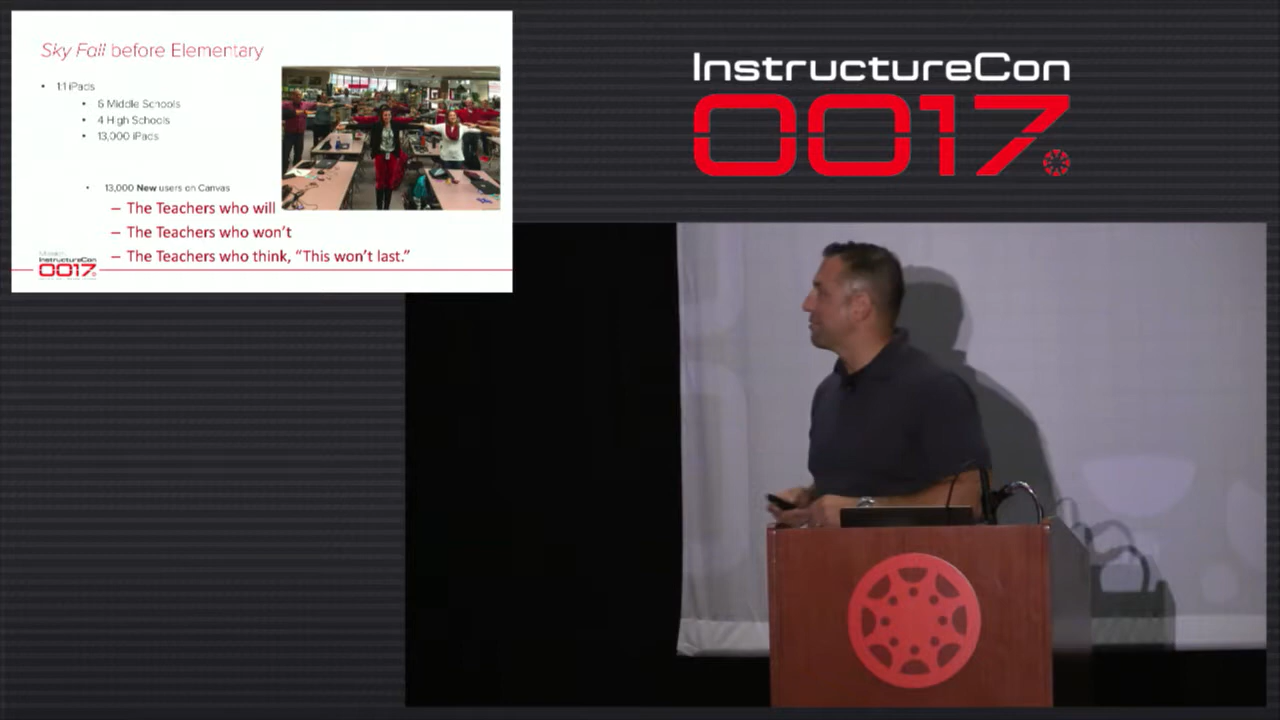 Sky Fall before Elementary
• 1:1 iPads
• 6 Middle Schools
• 4 High Schools
• 13,000 iPads
• 13,000 New users on Canvas
– The Teachers who will
– The Teachers who won't
– The Teachers who think, "This won't last."
InstructureCon
0017
InstructureCon
0017